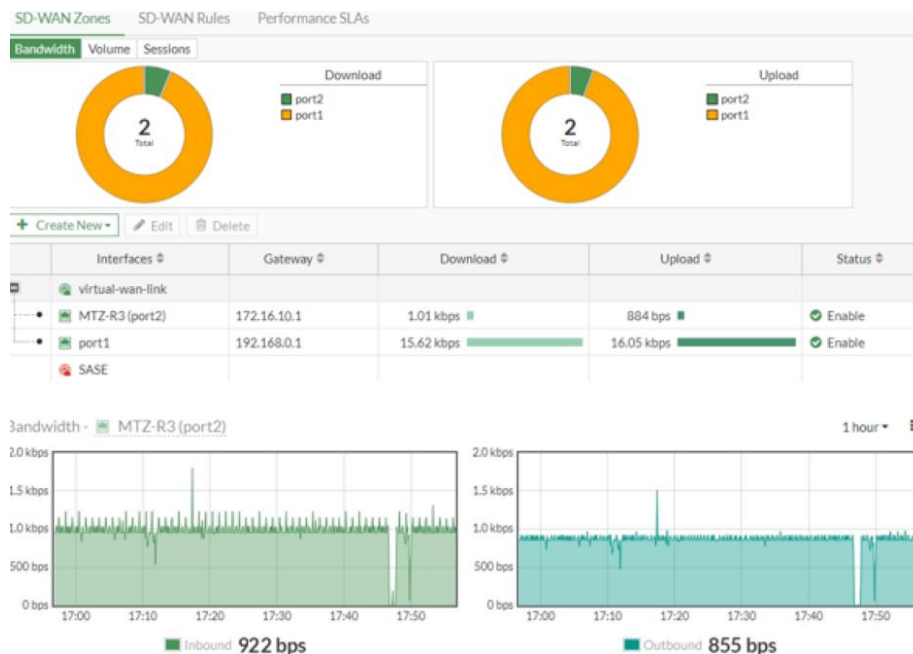 SD-WAN Zones SD-WAN Rules Performance SLAs
Bandwidth Volume Sessions
Download
port2
port1
2
Total
Upload
port2
port1
2
Total
+ Create New Edit Delete
Interfaces Gateway Download Upload Status
virtual-wan-link
MTZ-R3 (port2) 172.16.10.1 1.01 kbps 884 bps Enable
port1 192.168.0.1 15.62 kbps 16.05 kbps Enable
SASE
Bandwidth - MTZ-R3 (port2) 1 hour
2.0 kbps
1.5 kbps
1.0 kbps
500 bps
0 bps
17:00 17:10 17:20 17:30 17:40 17:50
Inbound 922 bps
2.0 kbps
1.5 kbps
1.0 kbps
500 bps
0 bps
17:00 17:10 17:20 17:30 17:40 17:50
Outbound 855 bps